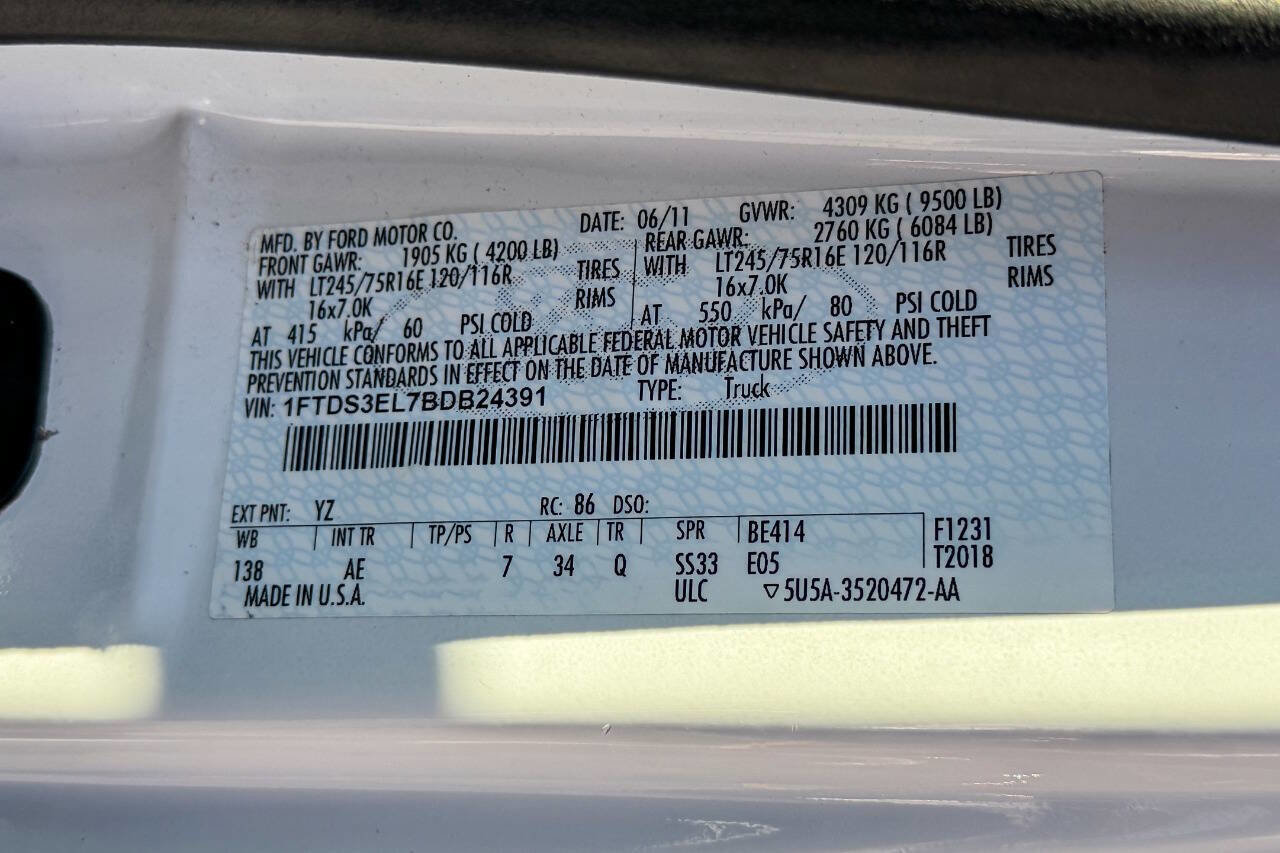 MFD. BY FORD MOTOR CO. DATE: 06/11 GVWR: 4309 KG ( 9500 LB)
FRONT GAWR: 1905 KG ( 4200 LB) REAR GAWR: 2760 KG ( 6084 LB)
WITH LT245/75R16E 120/116R TIRES WITH LT245/75R16E 120/116R TIRES
16x7.0K RIMS 16x7.0K RIMS
AT 415 kPa/ 60 PSI COLD AT 550 kPa/ 80 PSI COLD
THIS VEHICLE CONFORMS TO ALL APPLICABLE FEDERAL MOTOR VEHICLE SAFETY AND THEFT
PREVENTION STANDARDS IN EFFECT ON THE DATE OF MANUFACTURE SHOWN ABOVE.
VIN: 1FTDS3EL7BDB24391 TYPE: Truck
EXT PNT: YZ RC: 86 DSO:
WB INT TR TP/PS R AXLE TR SPR BE414 F1231
138 AE 7 34 Q SS33 E05 T2018
MADE IN U.S.A. ULC ▽5U5A-3520472-AA